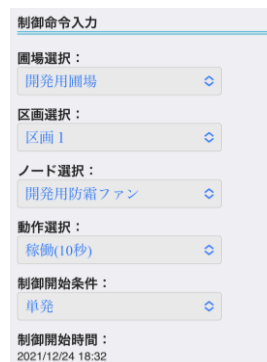 制御命令入力
圃場選択：
開発用圃場
区画選択：
区画 1
ノード選択：
開発用防霜ファン
動作選択：
稼働(10秒)
制御開始条件：
単発
制御開始時間：
2021/12/24 18:32